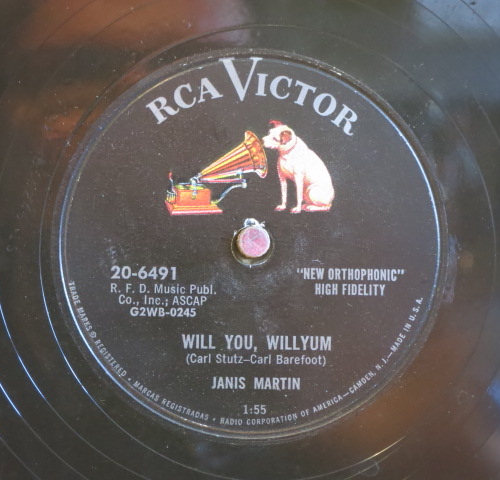 RCA VICTOR
20-6491
R. F. D. Music Publ.
Co., Inc.; ASCAP
G2WB-0245
"NEW ORTHOPHONIC"
HIGH FIDELITY
WILL YOU, WILLYUM
(Carl Stutz–Carl Barefoot)
JANIS MARTIN
1:55
TRADE MARKS ® REGISTERED • MARCAS REGISTRADAS • RADIO CORPORATION OF AMERICA—CAMDEN, N. J.—MADE IN U.S.A.